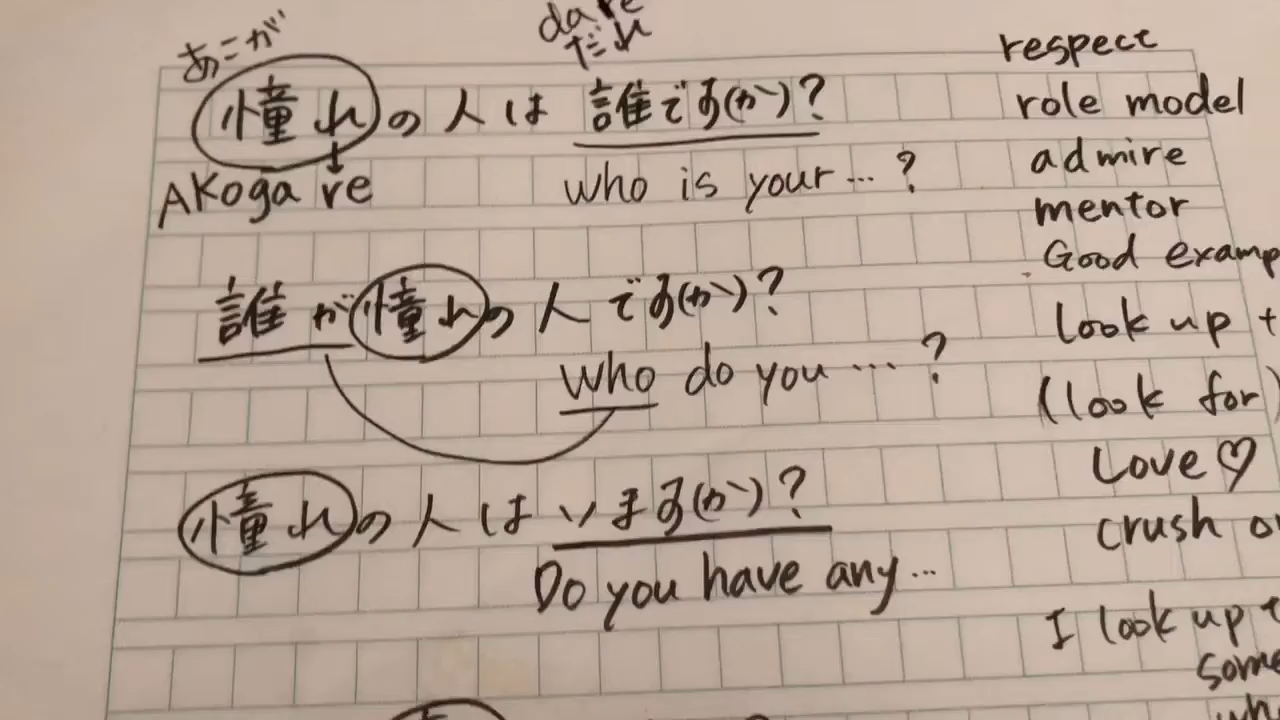 あこが
dare
だれ
憧れの人は 誰です(か)?
Akogare
who is your...?
誰が憧れの人です(か)?
who do you ...?
憧れの人は います(か)?
Do you have any...
respect
role model
admire
mentor
Good examp
look up t
(look for)
Love♡
crush o
I look up t
some
wh